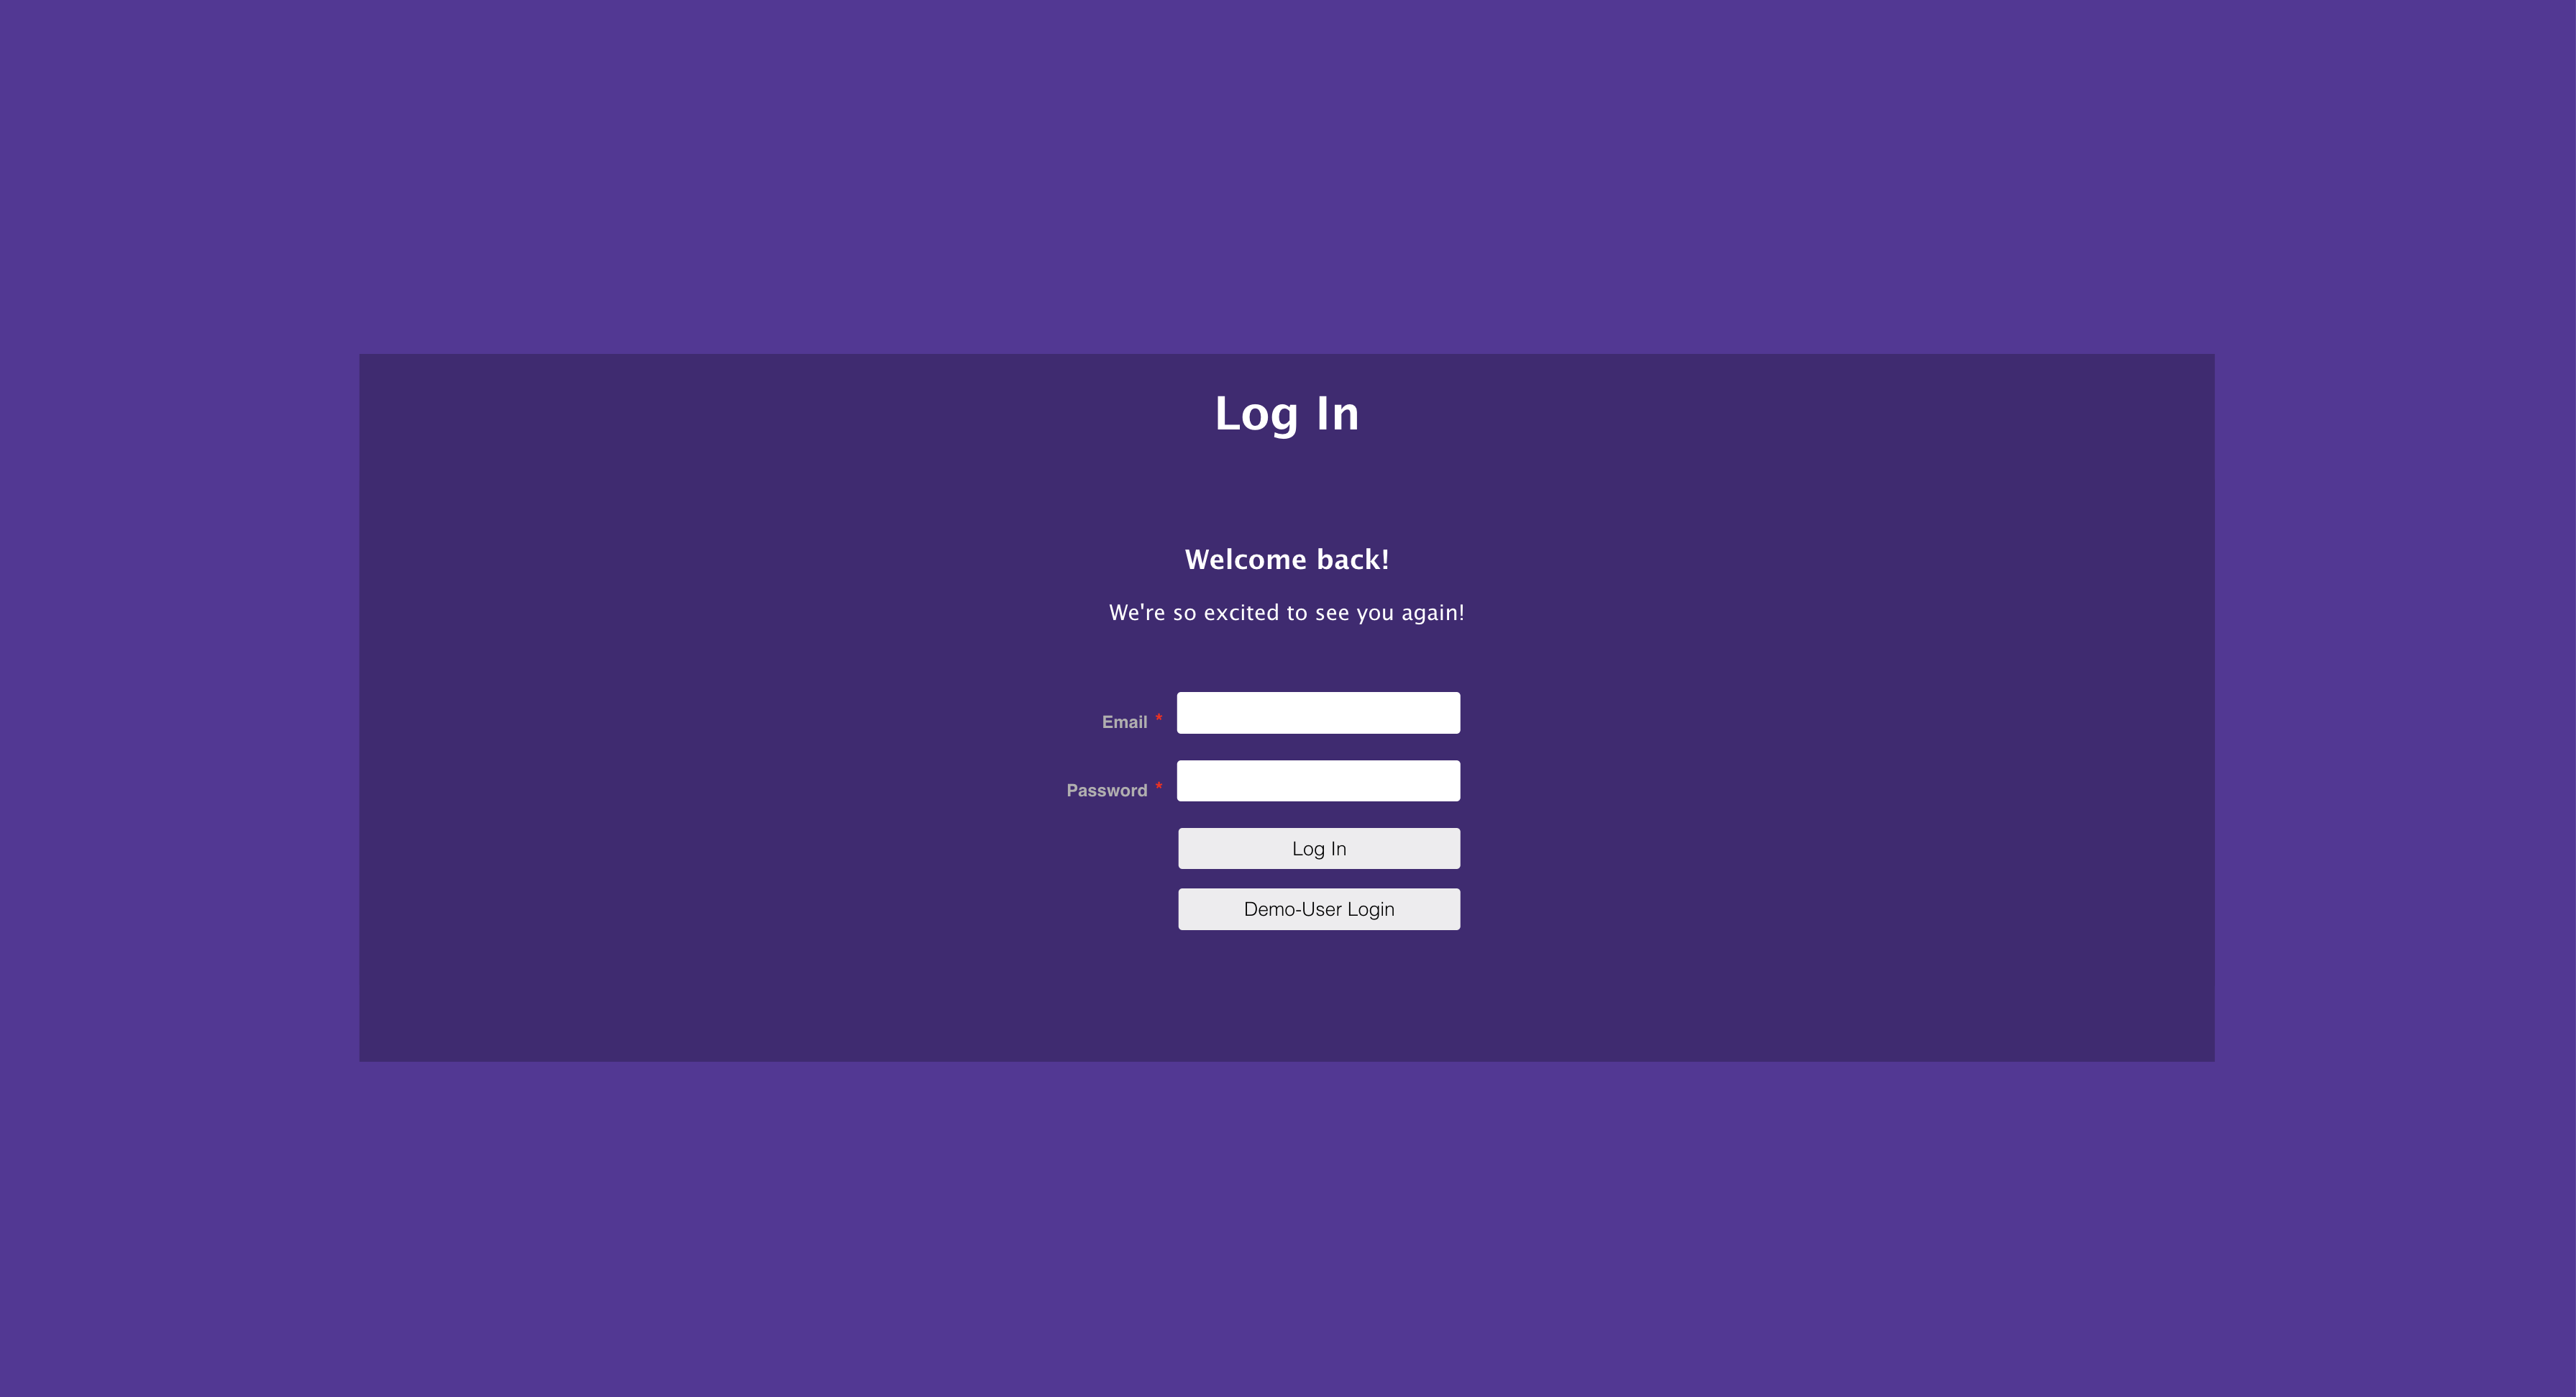 Log In
Welcome back!
We're so excited to see you again!
Email *
Password *
Log In
Demo-User Login